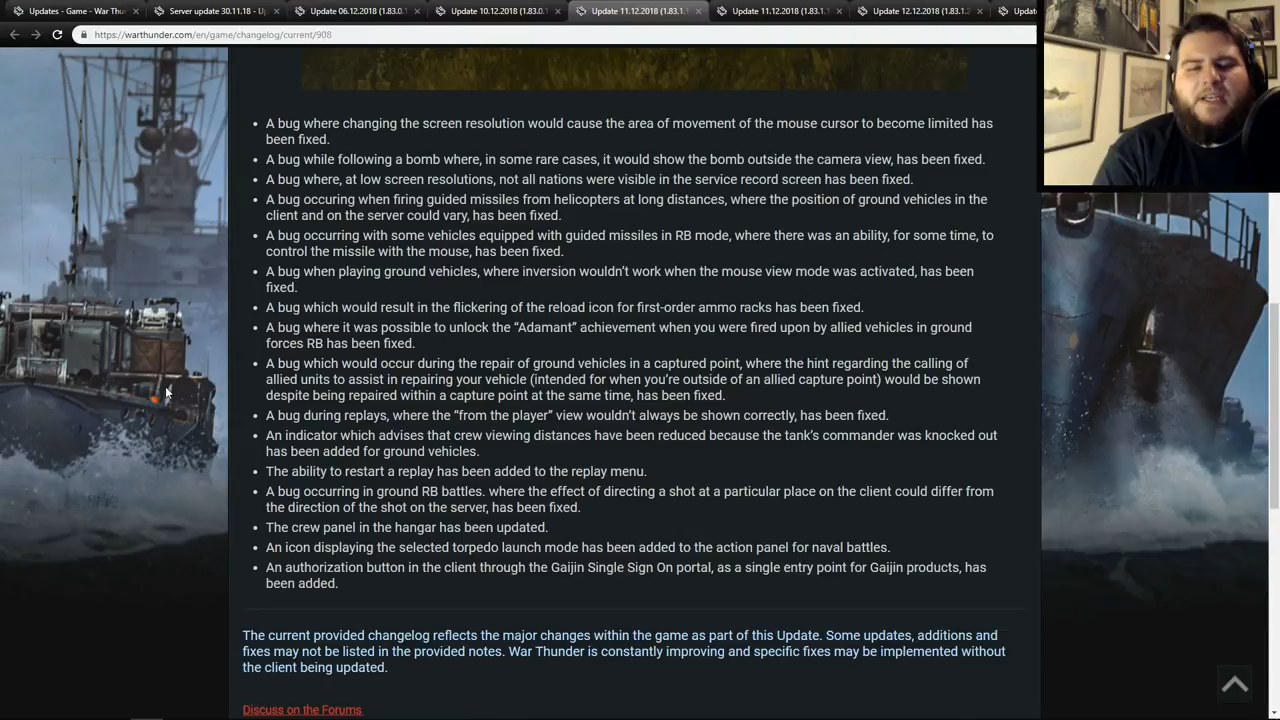 Updates - Game - War Thu
Server update 30.11.18 - Up
Update 06.12.2018 (1.83.0.
Update 10.12.2018 (1.83.0.1
Update 11.12.2018 (1.83.1.
Update 11.12.2018 (1.83.1.1
Update 12.12.2018 (1.83.1.
Updat
https://warthunder.com/en/game/changelog/current/908
• A bug where changing the screen resolution would cause the area of movement of the mouse cursor to become limited has
been fixed.
• A bug while following a bomb where, in some rare cases, it would show the bomb outside the camera view, has been fixed.
• A bug where, at low screen resolutions, not all nations were visible in the service record screen has been fixed.
• A bug occuring when firing guided missiles from helicopters at long distances, where the position of ground vehicles in the
client and on the server could vary, has been fixed.
• A bug occurring with some vehicles equipped with guided missiles in RB mode, where there was an ability, for some time, to
control the missile with the mouse, has been fixed.
• A bug when playing ground vehicles, where inversion wouldn't work when the mouse view mode was activated, has been
fixed.
• A bug which would result in the flickering of the reload icon for first-order ammo racks has been fixed.
• A bug where it was possible to unlock the “Adamant” achievement when you were fired upon by allied vehicles in ground
forces RB has been fixed.
• A bug which would occur during the repair of ground vehicles in a captured point, where the hint regarding the calling of
allied units to assist in repairing your vehicle (intended for when you're outside of an allied capture point) would be shown
despite being repaired within a capture point at the same time, has been fixed.
• A bug during replays, where the “from the player” view wouldn't always be shown correctly, has been fixed.
• An indicator which advises that crew viewing distances have been reduced because the tank's commander was knocked out
has been added for ground vehicles.
• The ability to restart a replay has been added to the replay menu.
• A bug occurring in ground RB battles. where the effect of directing a shot at a particular place on the client could differ from
the direction of the shot on the server, has been fixed.
• The crew panel in the hangar has been updated.
• An icon displaying the selected torpedo launch mode has been added to the action panel for naval battles.
• An authorization button in the client through the Gaijin Single Sign On portal, as a single entry point for Gaijin products, has
been added.
The current provided changelog reflects the major changes within the game as part of this Update. Some updates, additions and
fixes may not be listed in the provided notes. War Thunder is constantly improving and specific fixes may be implemented without
the client being updated.
Discuss on the Forums